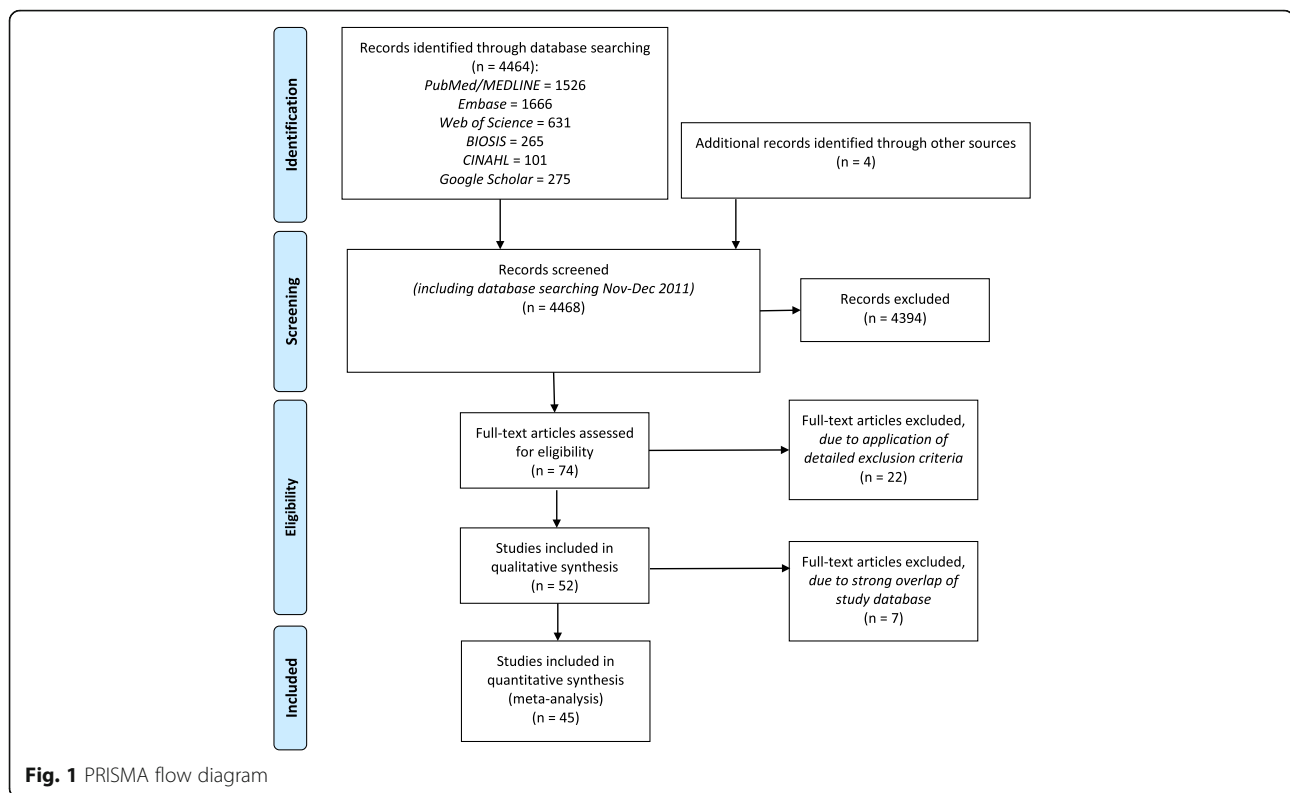 Identification
Records identified through database searching
(n = 4464):
PubMed/MEDLINE = 1526
Embase = 1666
Web of Science = 631
BIOSIS = 265
CINAHL = 101
Google Scholar = 275
Additional records identified through other sources
(n = 4)
Screening
Records screened
(including database searching Nov-Dec 2011)
(n = 4468)
Records excluded
(n = 4394)
Eligibility
Full-text articles assessed
for eligibility
(n = 74)
Full-text articles excluded,
due to application of
detailed exclusion criteria
(n = 22)
Studies included in
qualitative synthesis
(n = 52)
Full-text articles excluded,
due to strong overlap of
study database
(n = 7)
Included
Studies included in
quantitative synthesis
(meta-analysis)
(n = 45)
Fig. 1 PRISMA flow diagram